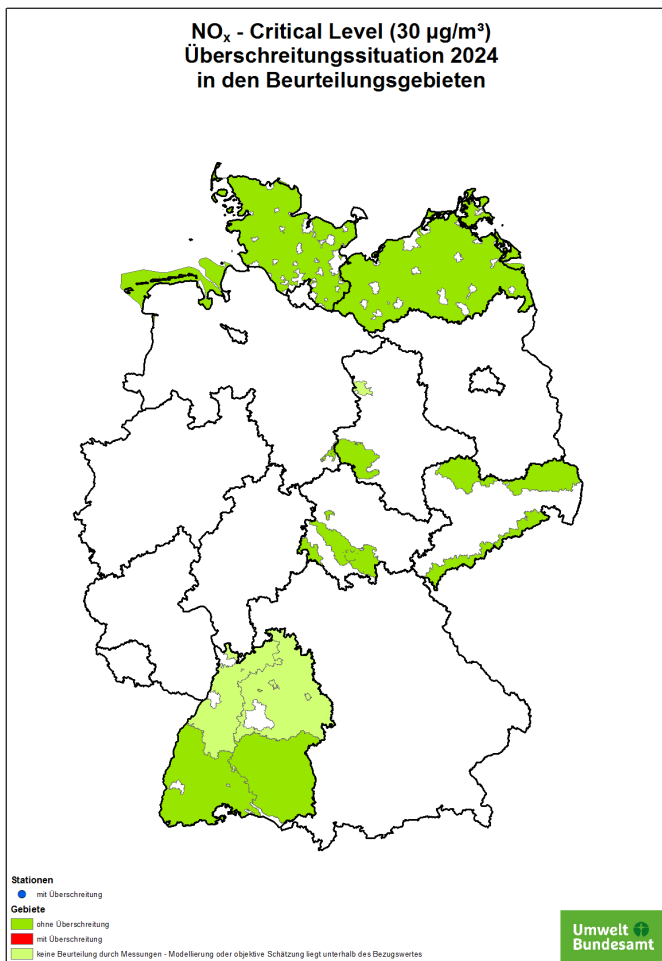 NOx - Critical Level (30 µg/m³)
Überschreitungssituation 2024
in den Beurteilungsgebieten
Stationen
mit Überschreitung
Gebiete
ohne Überschreitung
mit Überschreitung
keine Beurteilung durch Messungen - Modellierung oder objektive Schätzung liegt unterhalb des Bezugswertes
Umwelt
Bundesamt